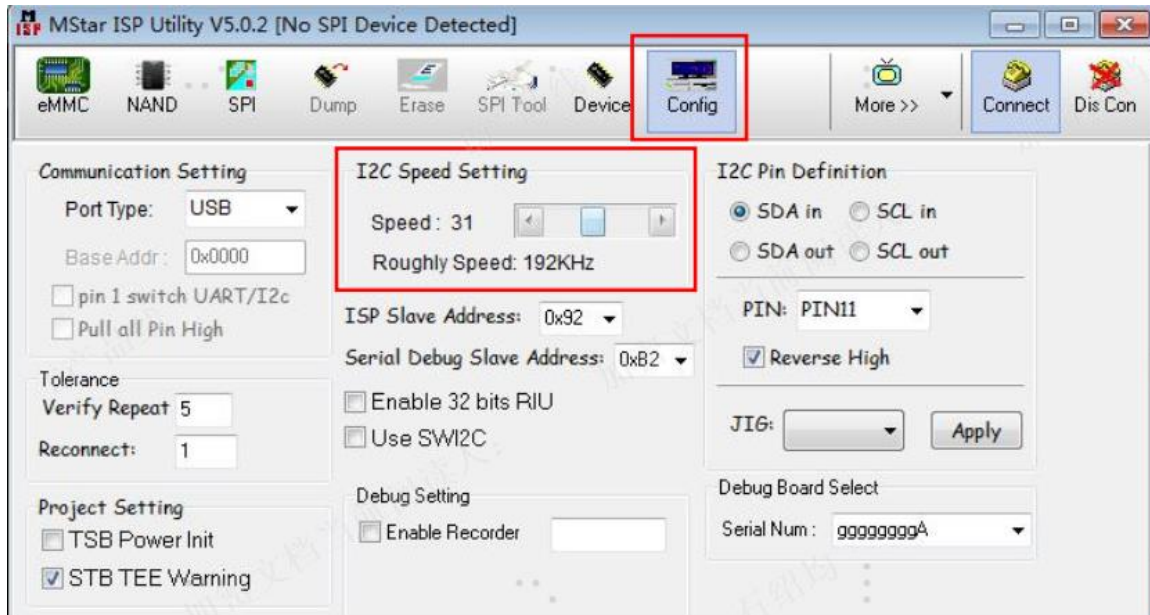 MStar ISP Utility V5.0.2 [No SPI Device Detected]
eMMC NAND SPI Dump Erase SPI Tool Device Config More >> Connect Dis Con
Communication Setting
Port Type: USB
Base Addr: 0x0000
pin 1 switch UART/I2c
Pull all Pin High
Tolerance
Verify Repeat 5
Reconnect: 1
Project Setting
TSB Power Init
STB TEE Warning
I2C Speed Setting
Speed : 31
Roughly Speed: 192KHz
ISP Slave Address: 0x92
Serial Debug Slave Address: 0xB2
Enable 32 bits RIU
Use SWI2C
Debug Setting
Enable Recorder
I2C Pin Definition
SDA in SCL in
SDA out SCL out
PIN: PIN11
Reverse High
JIG: Apply
Debug Board Select
Serial Num : ggggggggA